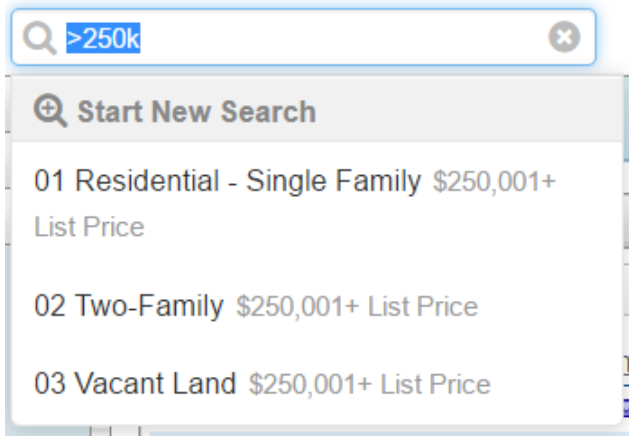 >250k
Start New Search
01 Residential - Single Family $250,001+
List Price
02 Two-Family $250,001+ List Price
03 Vacant Land $250,001+ List Price